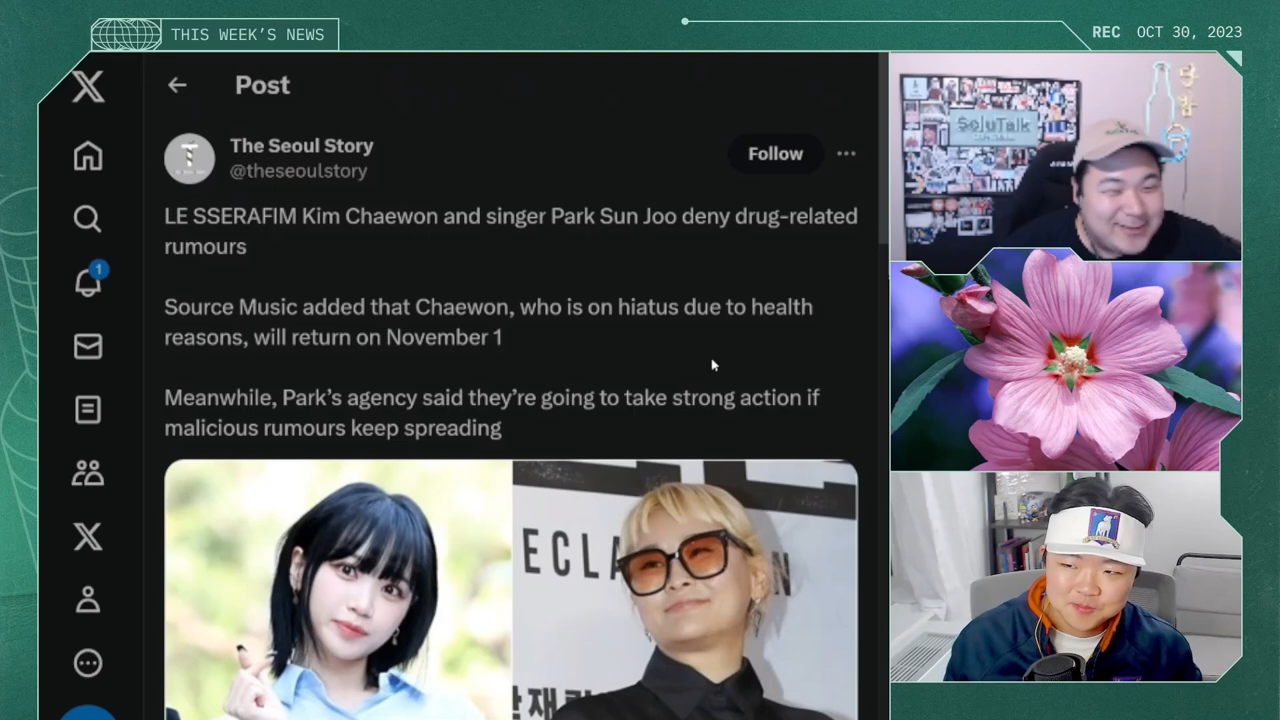 THIS WEEK'S NEWS
REC OCT 30, 2023
Post
The Seoul Story
@theseoulstory
Follow
LE SSERAFIM Kim Chaewon and singer Park Sun Joo deny drug-related
rumours
Source Music added that Chaewon, who is on hiatus due to health
reasons, will return on November 1
Meanwhile, Park’s agency said they’re going to take strong action if
malicious rumours keep spreading
1
SoJuTalk